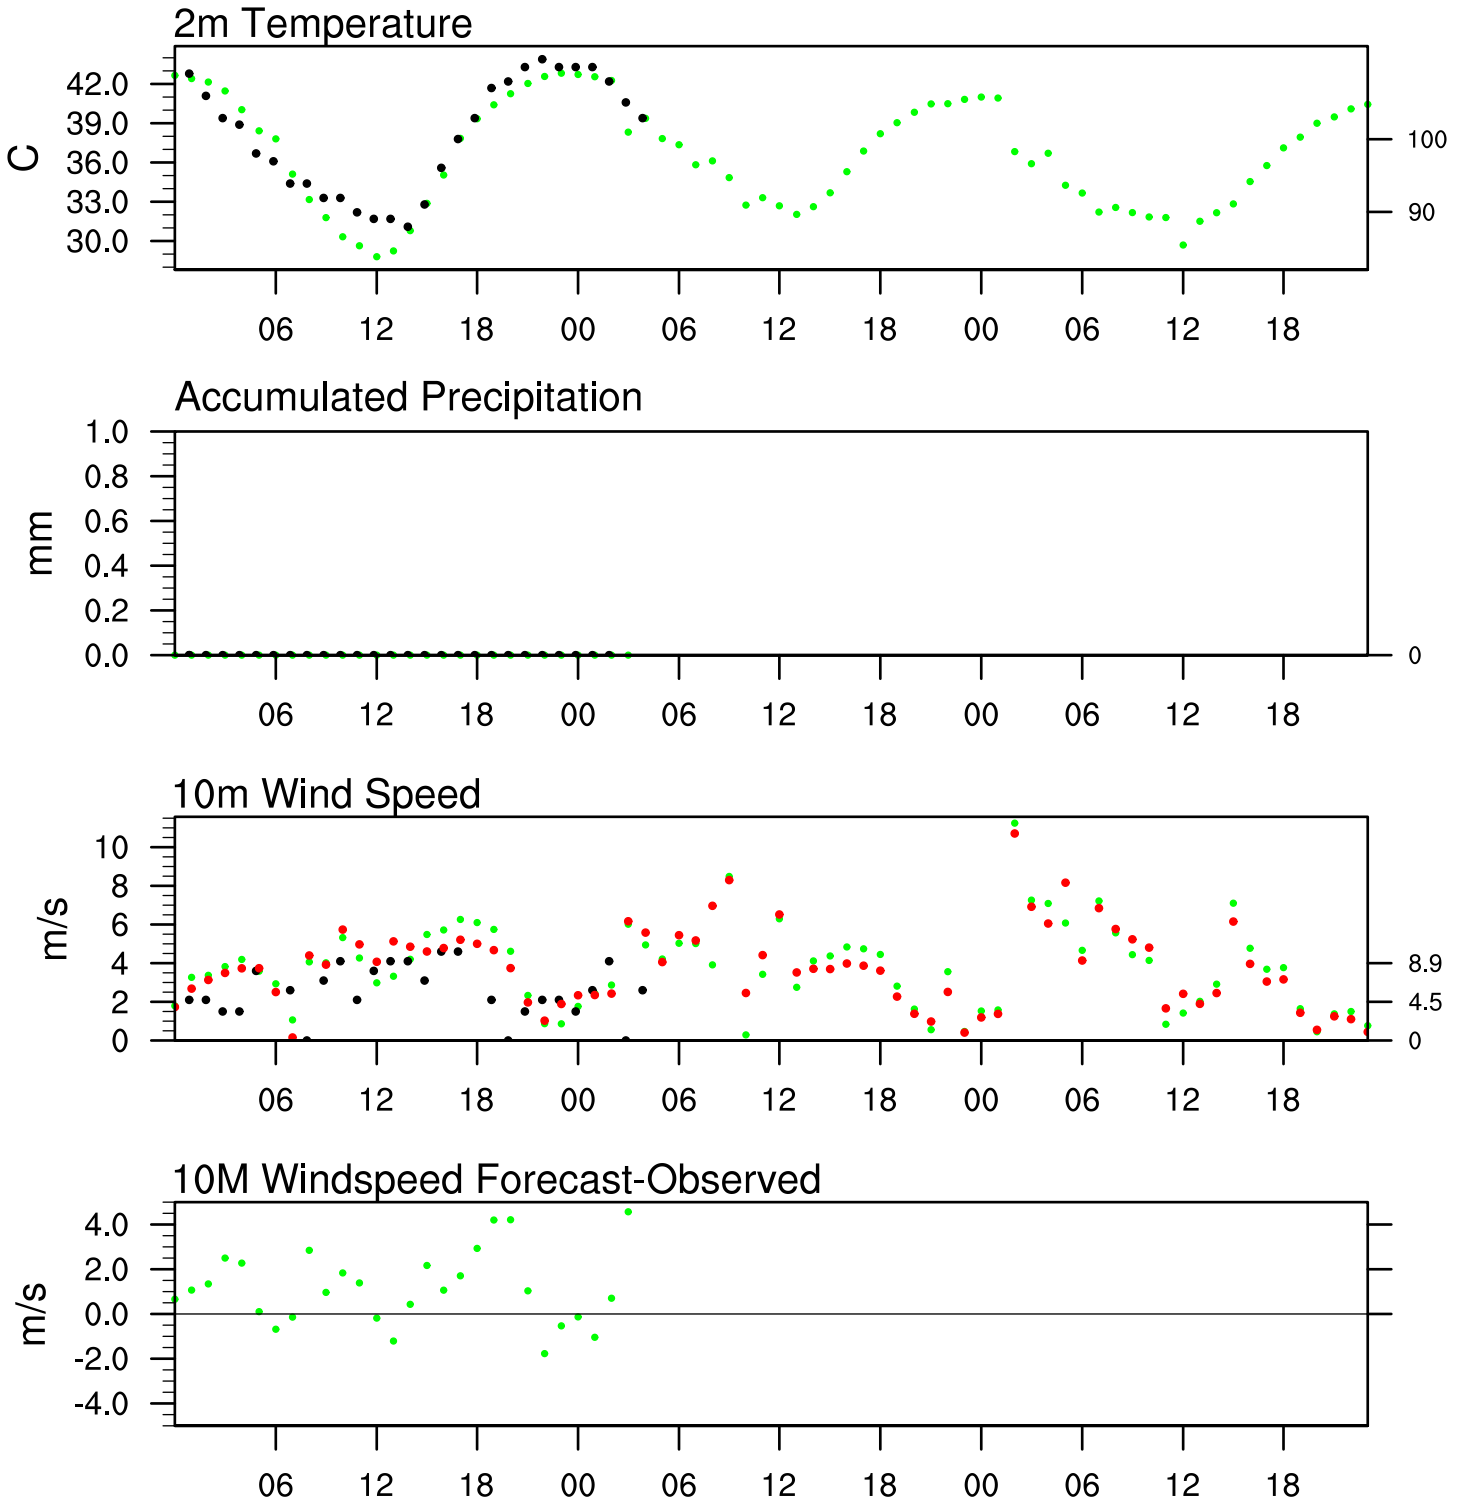 2m Temperature
C
42.0
39.0
36.0
33.0
30.0
100
90
06 12 18 00 06 12 18 00 06 12 18
Accumulated Precipitation
mm
1.0
0.8
0.6
0.4
0.2
0.0
0
06 12 18 00 06 12 18 00 06 12 18
10m Wind Speed
m/s
10
8
6
4
2
0
8.9
4.5
0
06 12 18 00 06 12 18 00 06 12 18
10M Windspeed Forecast-Observed
m/s
4.0
2.0
0.0
-2.0
-4.0
06 12 18 00 06 12 18 00 06 12 18